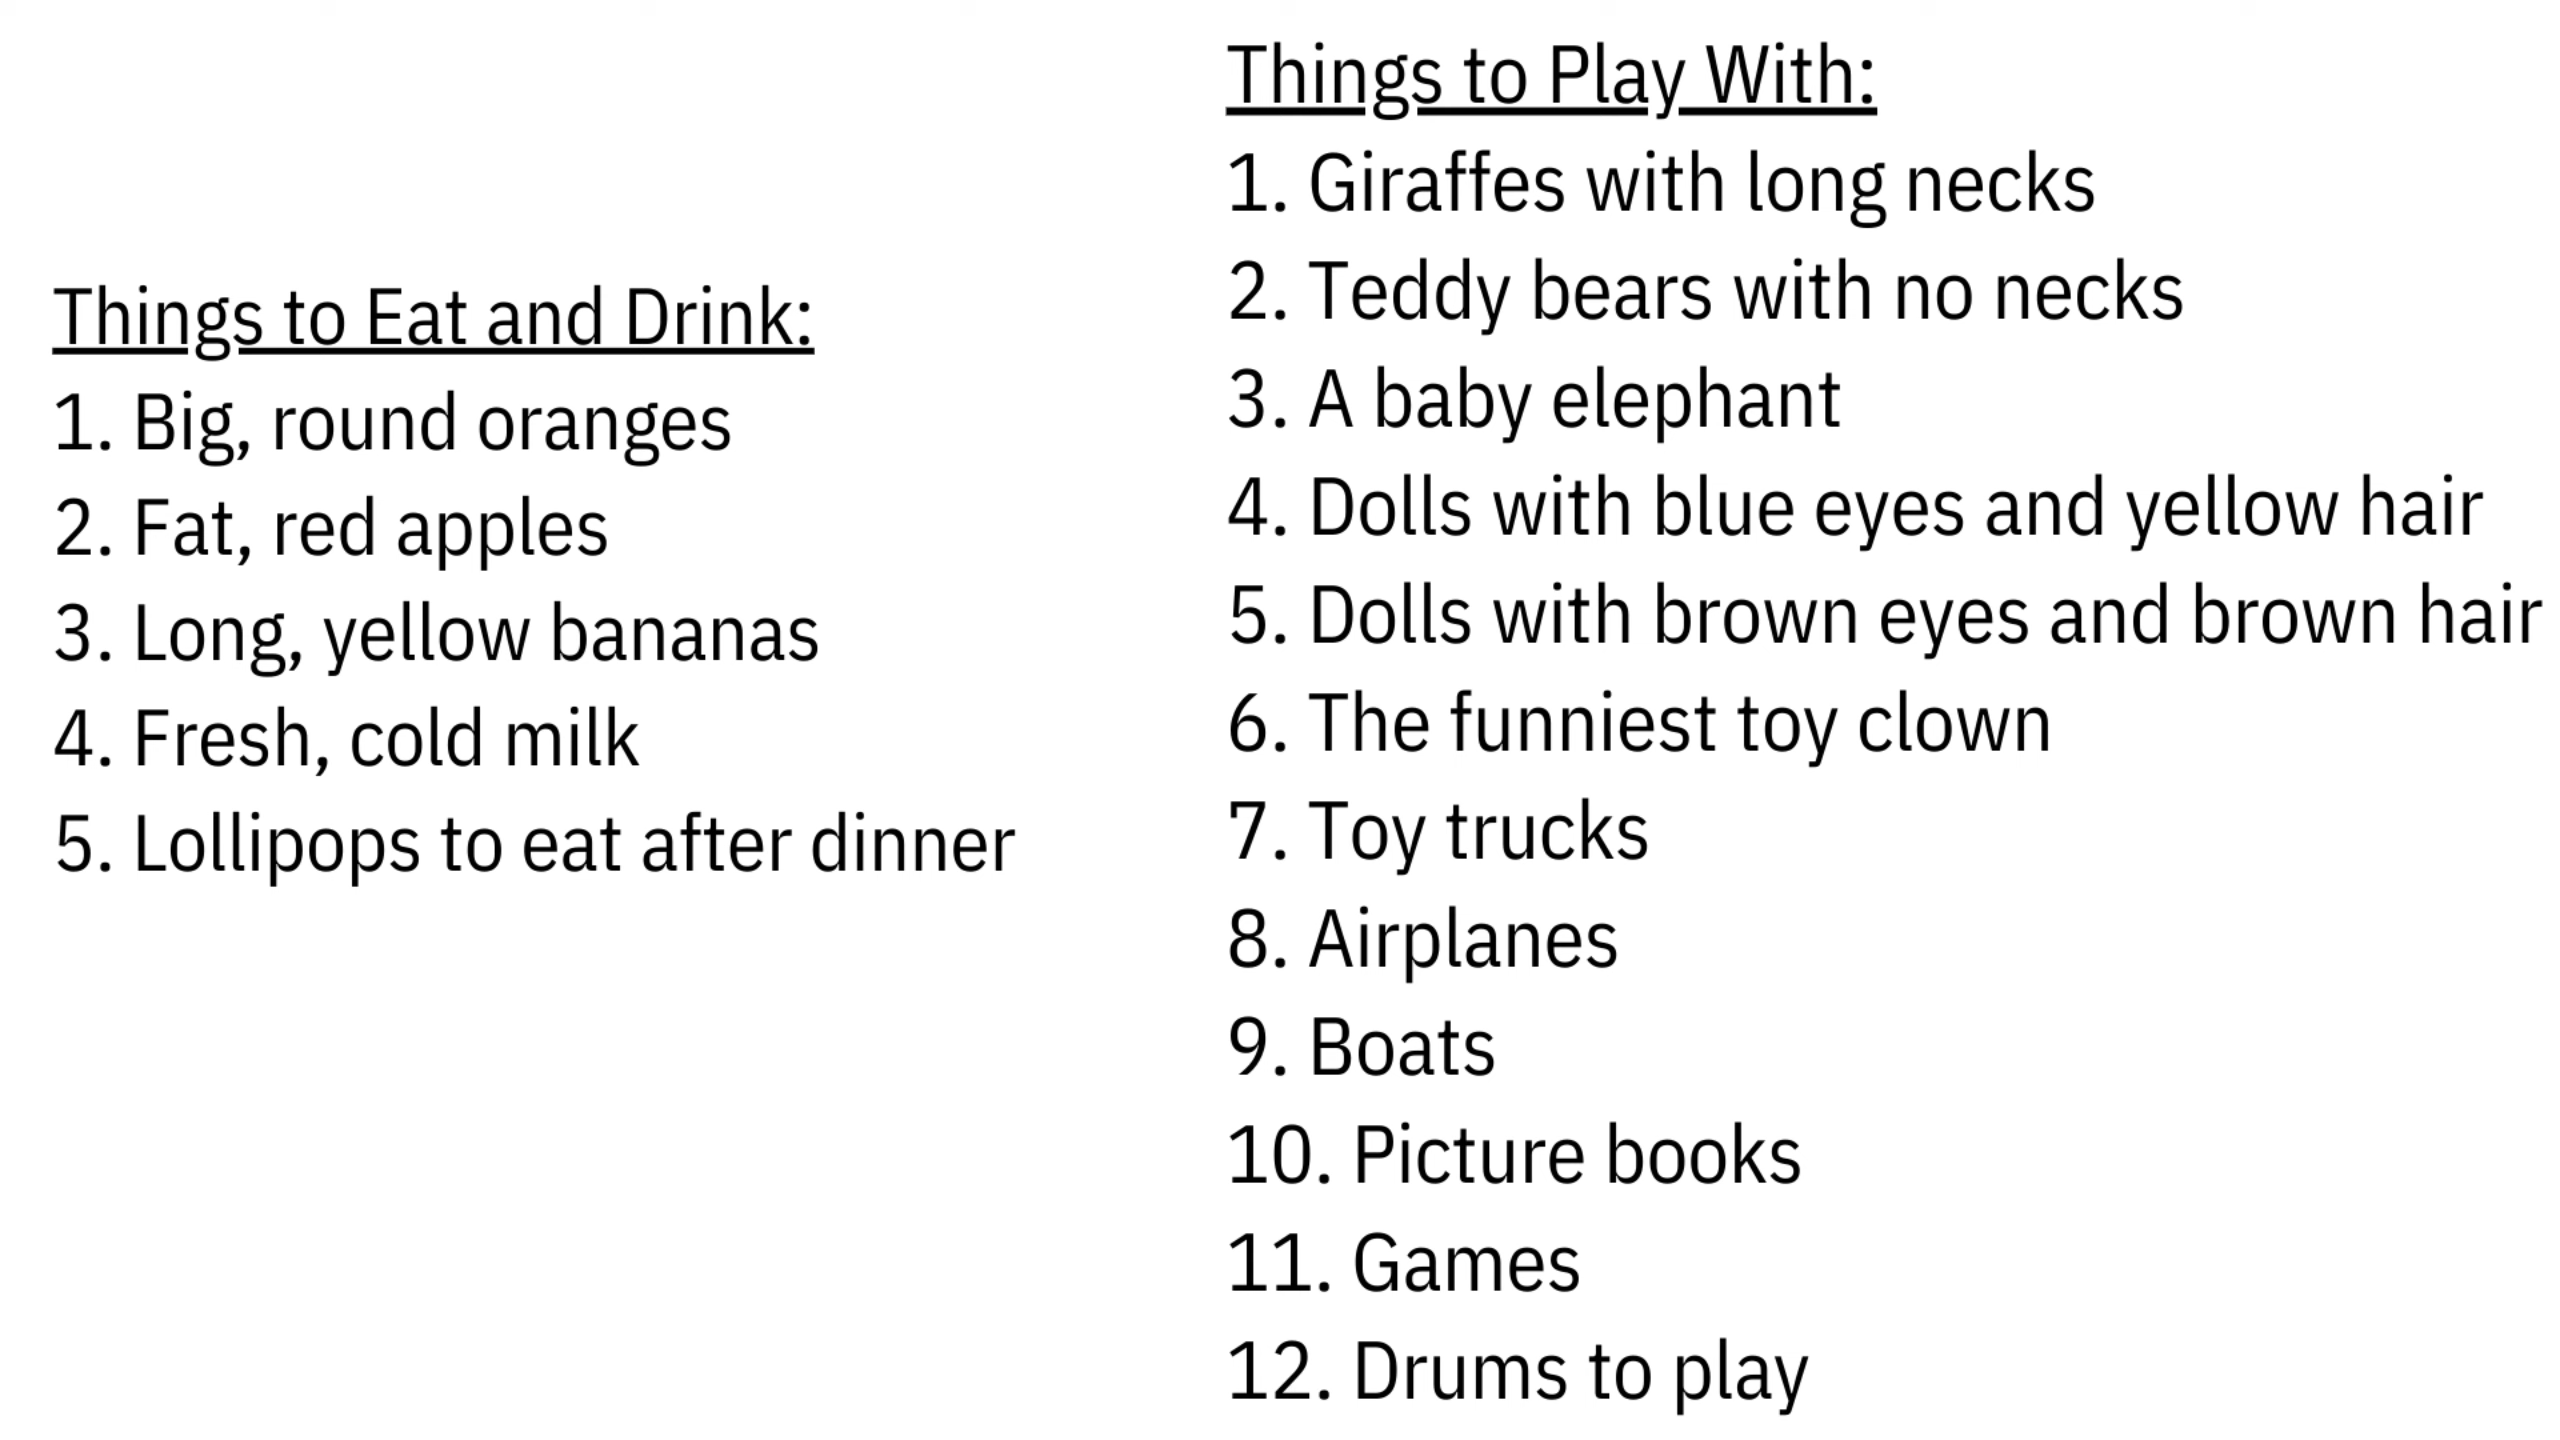 Things to Eat and Drink:
1. Big, round oranges
2. Fat, red apples
3. Long, yellow bananas
4. Fresh, cold milk
5. Lollipops to eat after dinner
Things to Play With:
1. Giraffes with long necks
2. Teddy bears with no necks
3. A baby elephant
4. Dolls with blue eyes and yellow hair
5. Dolls with brown eyes and brown hair
6. The funniest toy clown
7. Toy trucks
8. Airplanes
9. Boats
10. Picture books
11. Games
12. Drums to play